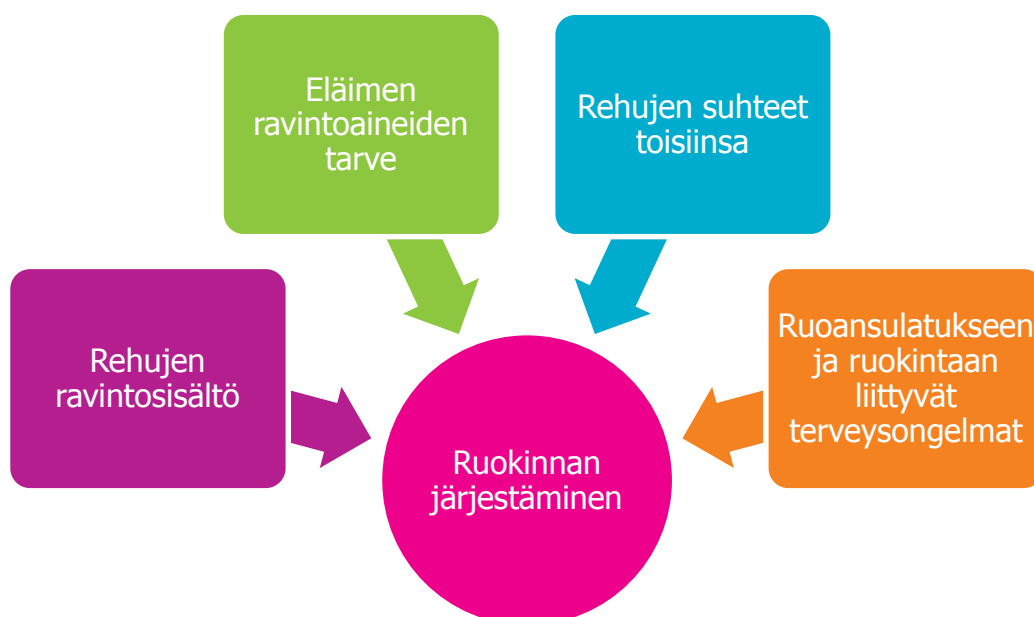 Eläimen
ravintoaineiden
tarve
Rehujen suhteet
toisiinsa
Rehujen
ravintosisältö
Ruoansulatukseen
ja ruokintaan
liittyvät
terveysongelmat
Ruokinnan
järjestäminen